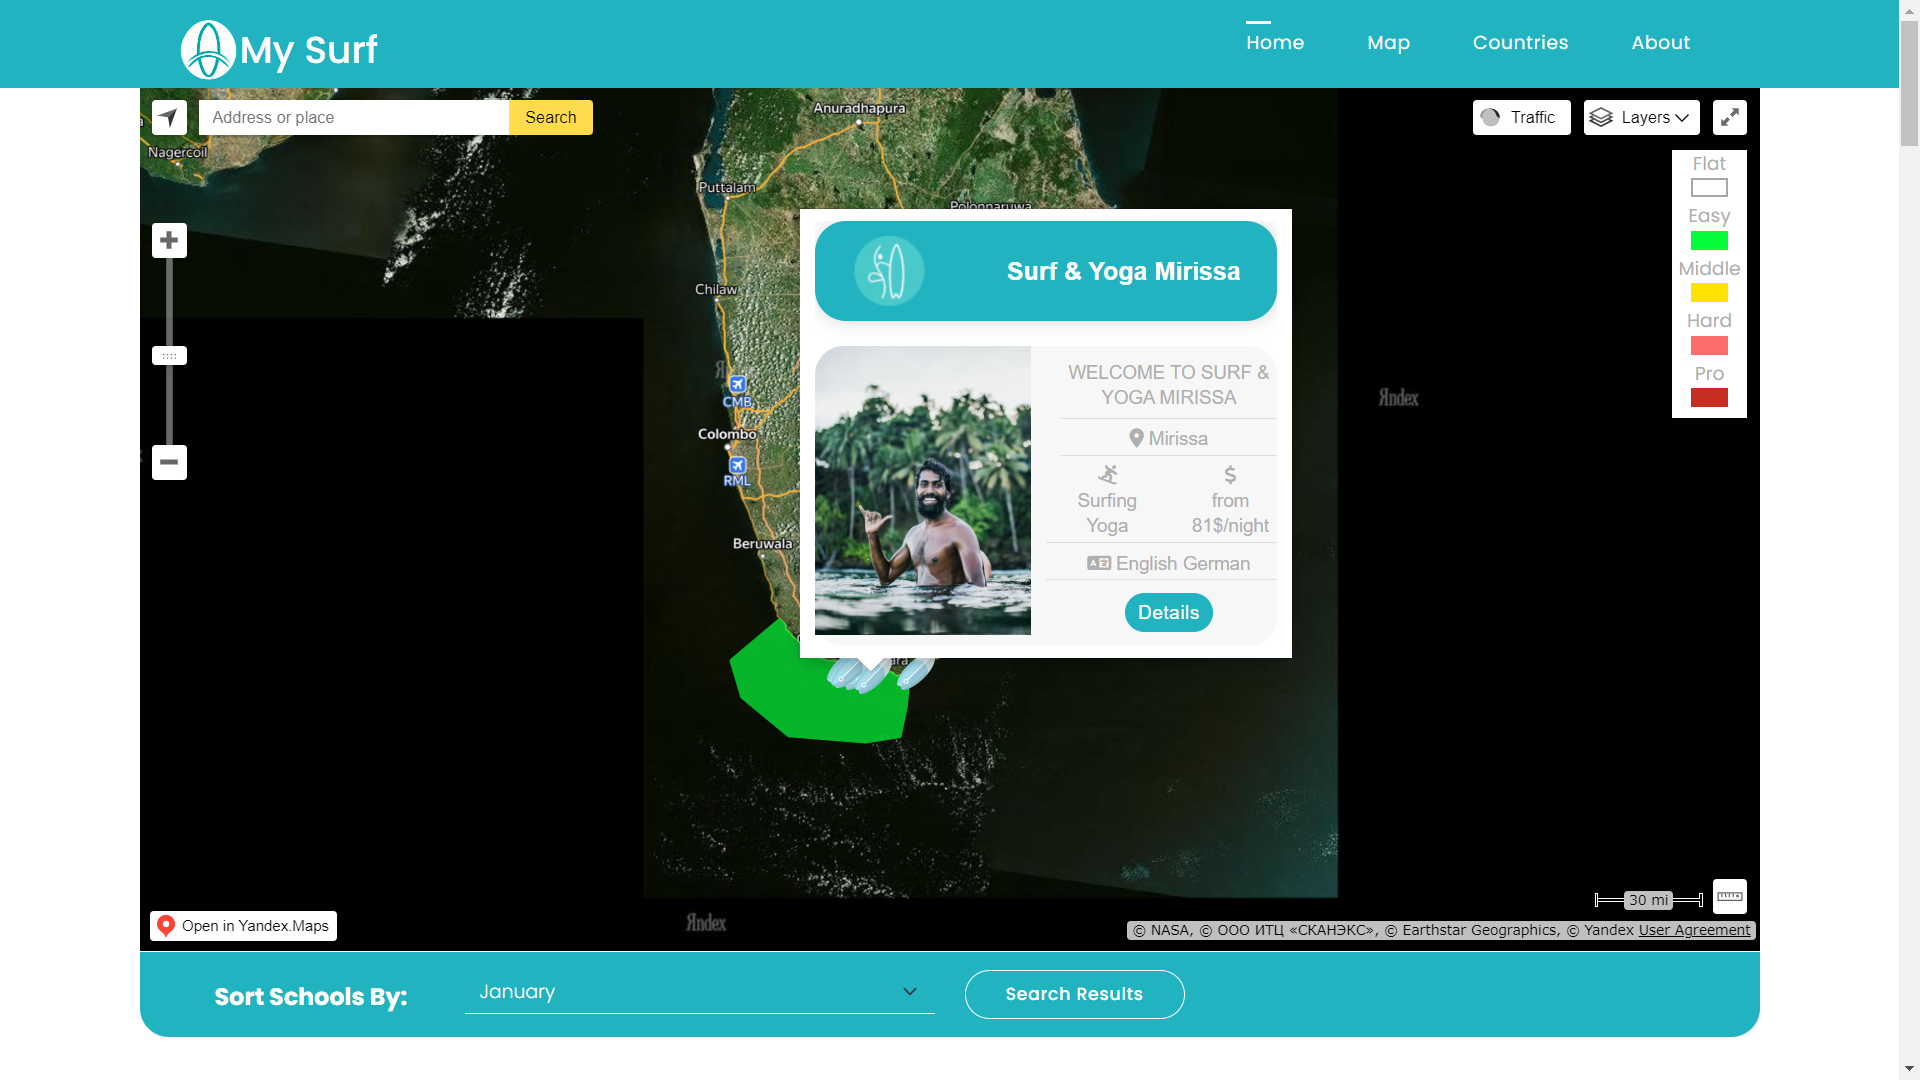 My Surf
Home
Map
Countries
About
Address or place
Search
Traffic
Layers
Anuradhapura
Nagercoil
Puttalam
Polonnaruwa
Chilaw
CMB
Colombo
RML
Beruwala
Flat
Easy
Middle
Hard
Pro
Surf & Yoga Mirissa
WELCOME TO SURF &
YOGA MIRISSA
Mirissa
Surfing
Yoga
$
from
81$/night
English German
Details
Яndex
Яndex
30 mi
Open in Yandex.Maps
© NASA, © ООО ИТЦ «СКАНЭКС», © Earthstar Geographics, © Yandex User Agreement
Sort Schools By:
January
Search Results